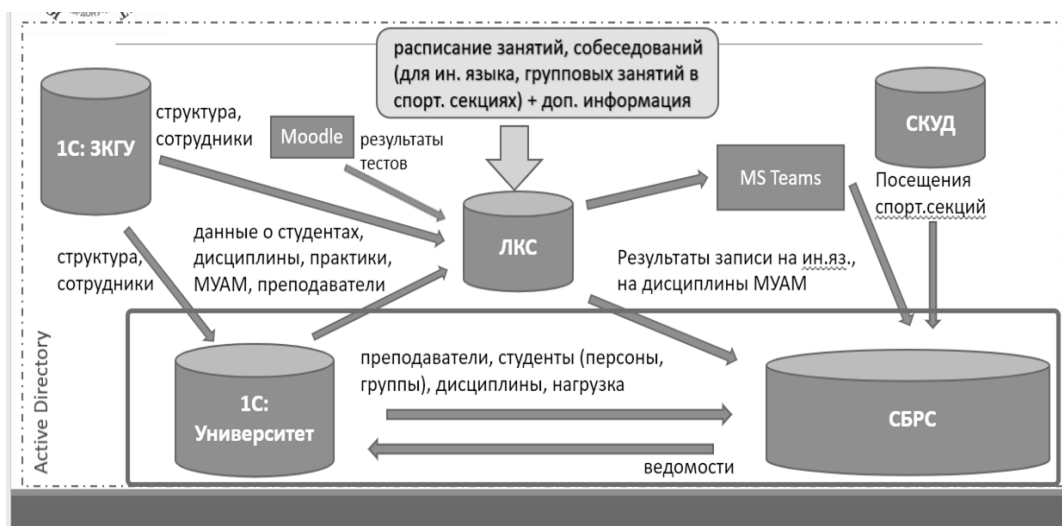 расписание занятий, собеседований
(для ин. языка, групповых занятий в
спорт. секциях) + доп. информация
1С: ЗКГУ
структура,
сотрудники
Moodle
результаты
тестов
СКУД
MS Teams
Посещения
спорт.секций
ЛКС
данные о студентах,
дисциплины, практики,
МУАМ, преподаватели
структура,
сотрудники
Результаты записи на ин.яз.,
на дисциплины МУАМ
Active Directory
преподаватели, студенты (персоны,
группы), дисциплины, нагрузка
1С:
Университет
СБРС
ведомости